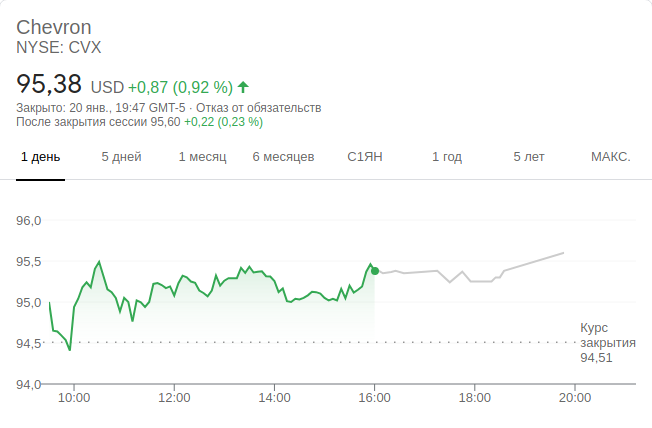 Chevron
NYSE: CVX
95,38 USD +0,87 (0,92 %)
Закрыто: 20 янв., 19:47 GMT-5 · Отказ от обязательств
После закрытия сессии 95,60 +0,22 (0,23 %)
1 день 5 дней 1 месяц 6 месяцев С1ЯН 1 год 5 лет МАКС.
96,0
95,5
95,0
Курс
94,5 закрытия
94,51
94,0
10:00 12:00 14:00 16:00 18:00 20:00